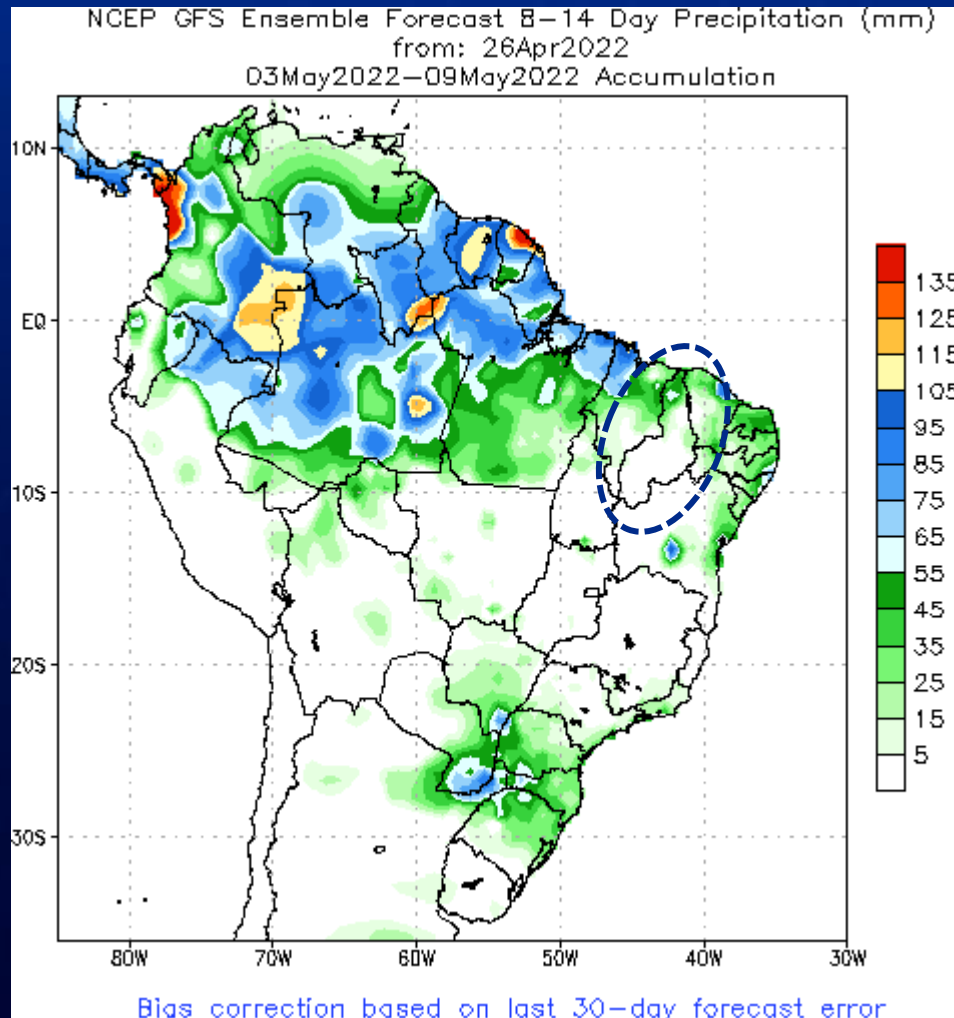 NCEP GFS Ensemble Forecast 8-14 Day Precipitation (mm)
from: 26Apr2022
03May2022-09May2022 Accumulation
10N
EQ
10S
20S
30S
80W 70W 60W 50W 40W 30W
135
125
115
105
95
85
75
65
55
45
35
25
15
5
Bias correction based on last 30-day forecast error